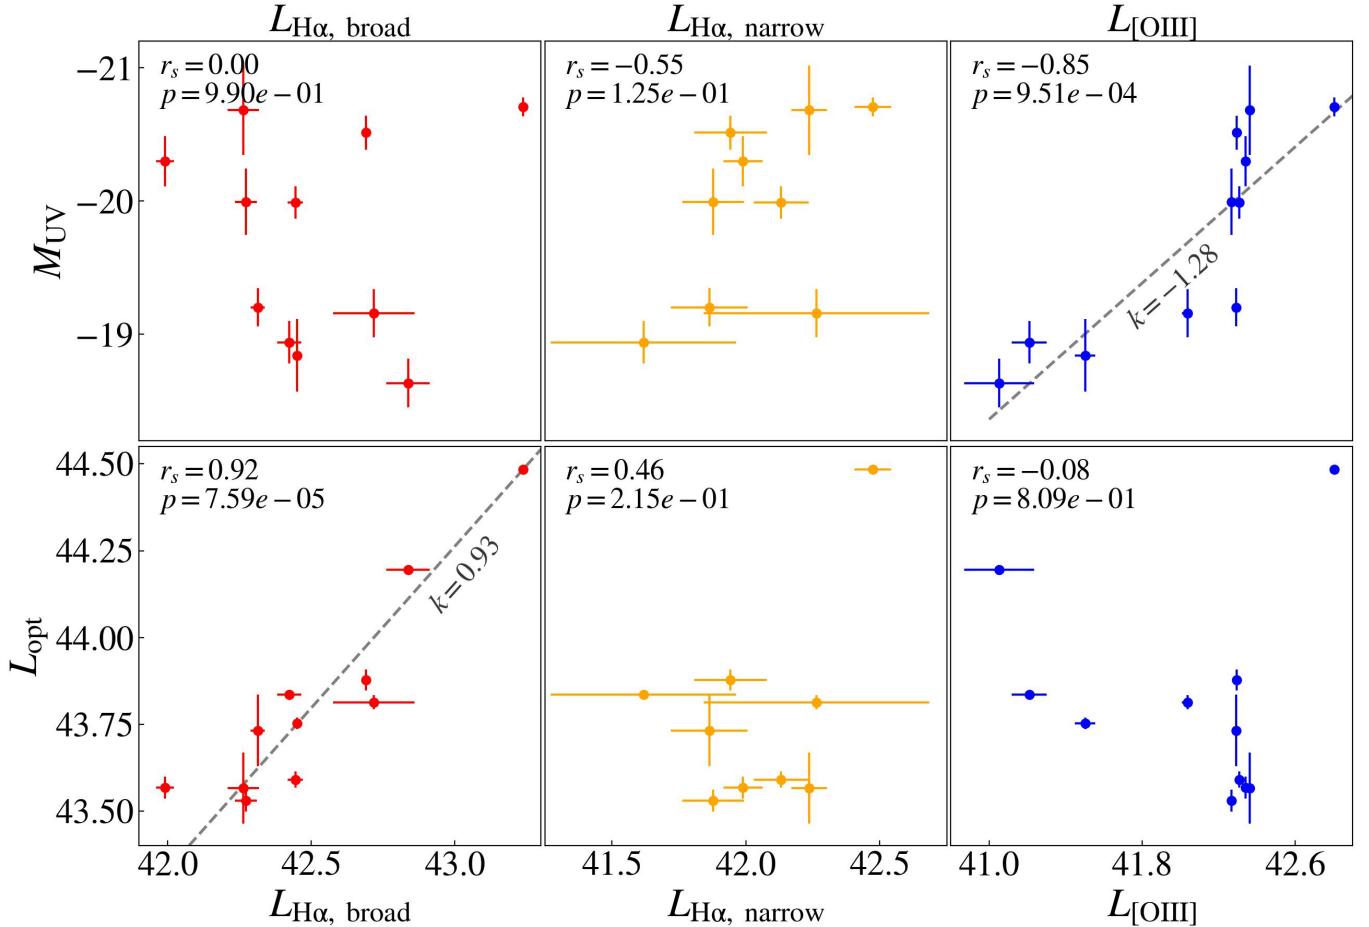 L_Hα, broad
L_Hα, narrow
L_[OIII]
M_UV
−21
−20
−19
r_s = 0.00
p = 9.90e − 01
r_s = −0.55
p = 1.25e − 01
r_s = −0.85
p = 9.51e − 04
k = −1.28
L_opt
44.50
44.25
44.00
43.75
43.50
r_s = 0.92
p = 7.59e − 05
k = 0.93
r_s = 0.46
p = 2.15e − 01
r_s = −0.08
p = 8.09e − 01
42.0 42.5 43.0
41.5 42.0 42.5
41.0 41.8 42.6
L_Hα, broad
L_Hα, narrow
L_[OIII]